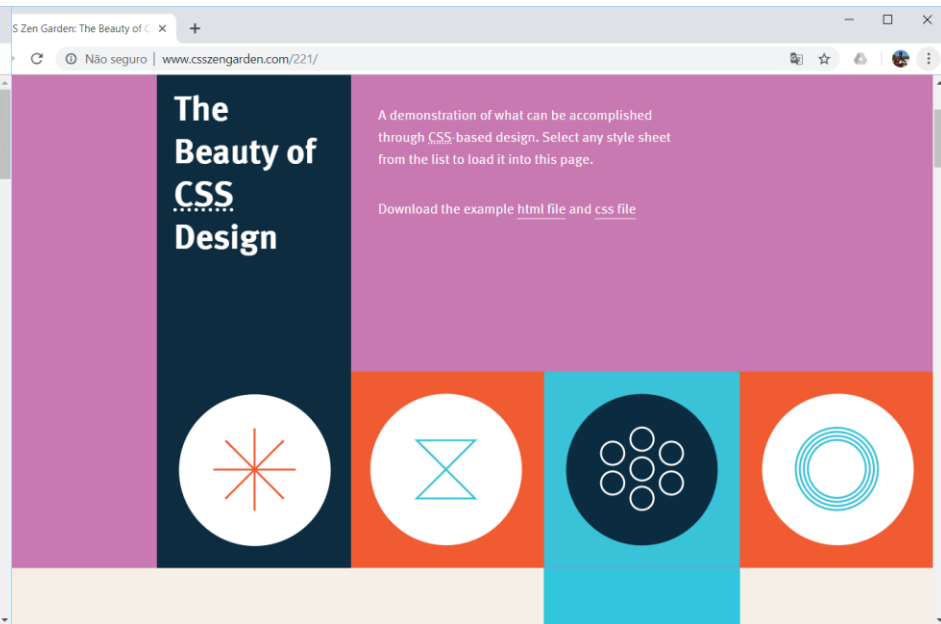 S Zen Garden: The Beauty of C
Não seguro | www.csszengarden.com/221/
The
Beauty of
CSS
Design
A demonstration of what can be accomplished
through CSS-based design. Select any style sheet
from the list to load it into this page.
Download the example html file and css file